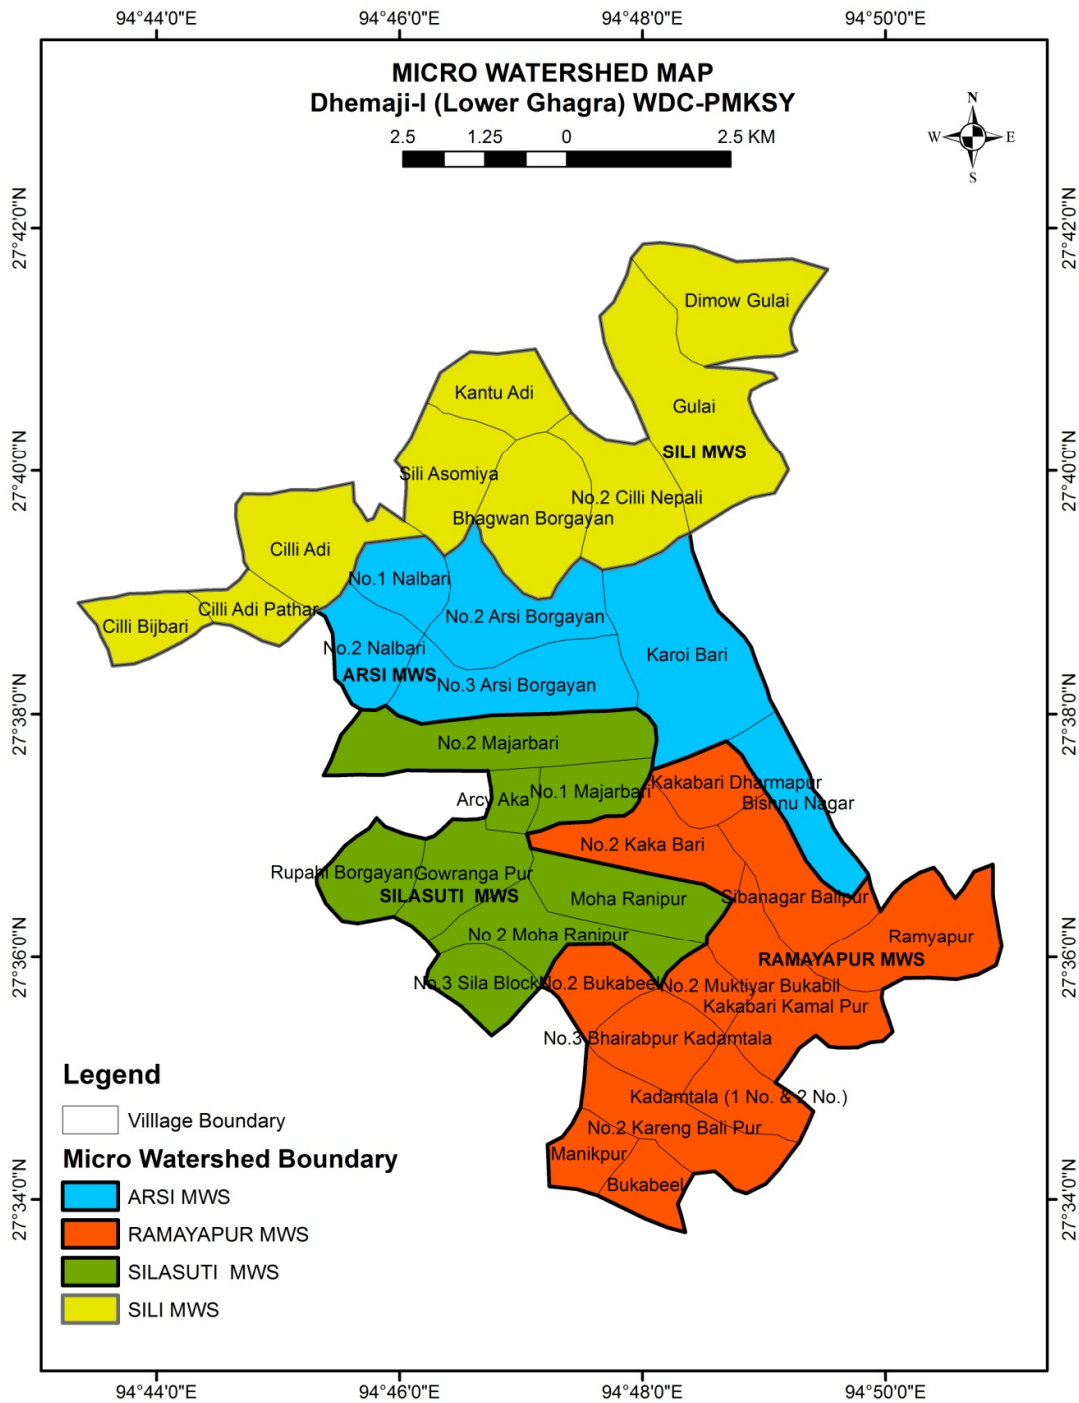 94°44'0"E 94°46'0"E 94°48'0"E 94°50'0"E
MICRO WATERSHED MAP
Dhemaji-I (Lower Ghagra) WDC-PMKSY
2.5 1.25 0 2.5 KM
N
W E
S
27°42'0"N 27°42'0"N
Dimow Gulai
Kantu Adi
Gulai
SILI MWS
27°40'0"N 27°40'0"N
Sili Asomiya
No.2 Cilli Nepali
Bhagwan Borgayan
Cilli Adi
No.1 Nalbari
Cilli Adi Pathar
No.2 Arsi Borgayan
Cilli Bijbari
No.2 Nalbari
Karoi Bari
ARSI MWS
No.3 Arsi Borgayan
27°38'0"N 27°38'0"N
No.2 Majarbari
Kakabari Dharmapur
No.1 Majarbari
Arcy Aka
Bishnu Nagar
No.2 Kaka Bari
Rupahi Borgayan
Gowranga Pur
SILASUTI  MWS
Moha Ranipur
Sibanagar Balipur
No.2 Moha Ranipur
Ramyapur
27°36'0"N 27°36'0"N
RAMAYAPUR MWS
No.3 Sila Block
No.2 Bukabeel
No.2 Muktiyar Bukabil
Kakabari Kamal Pur
No.3 Bhairabpur Kadamtala
Kadamtala (1 No. & 2 No.)
No.2 Kareng Bali Pur
Manikpur
Bukabeel
27°34'0"N 27°34'0"N
Legend
Villlage Boundary
Micro Watershed Boundary
ARSI MWS
RAMAYAPUR MWS
SILASUTI  MWS
SILI MWS
94°44'0"E 94°46'0"E 94°48'0"E 94°50'0"E